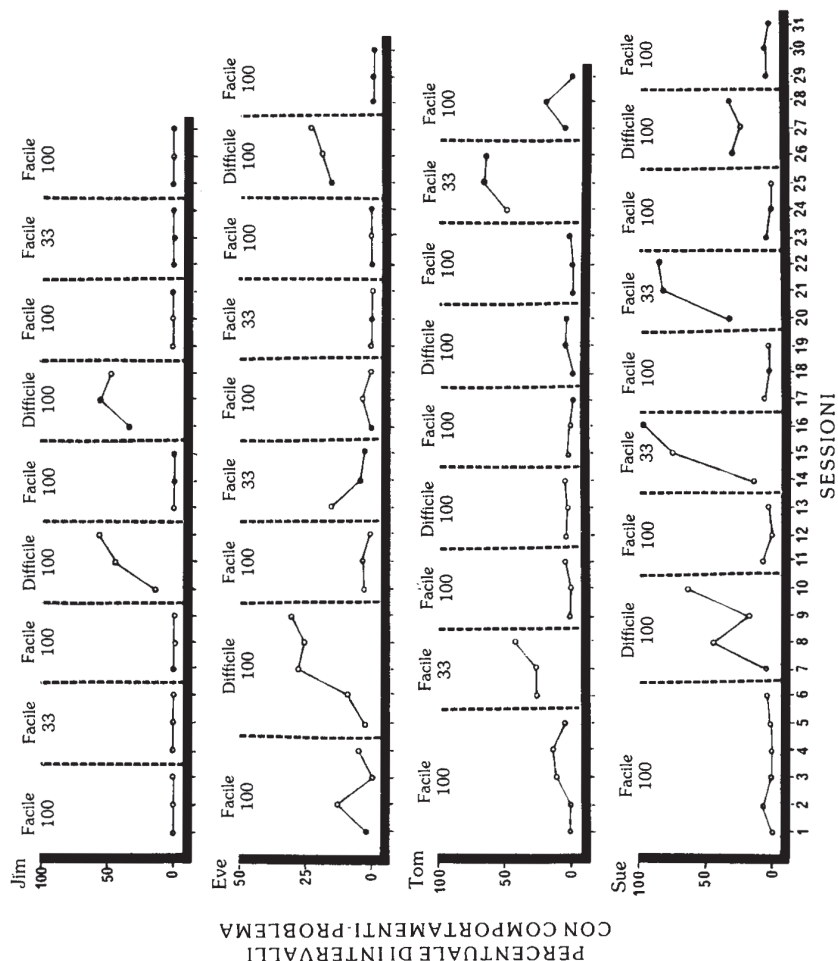 PERCENTUALE DI INTERVALLI
CON COMPORTAMENTI-PROBLEMA
Jim
Facile Facile Facile Difficile Facile Difficile Facile Facile Facile
100 33 100 100 100 100 100 33 100
100
50
0
Eve
Facile Difficile Facile Facile Facile Facile Facile Difficile Facile
100 100 100 33 100 33 100 100 100
50
25
0
Tom
Facile Facile Facile Difficile Facile Difficile Facile Facile Facile
100 33 100 100 100 100 100 33 100
100
50
0
Sue
Facile Difficile Facile Facile Facile Facile Facile Difficile Facile
100 100 100 33 100 33 100 100 100
100
50
0
1 2 3 4 5 6 7 8 9 10 11 12 13 14 15 16 17 18 19 20 21 22 23 24 25 26 27 28 29 30 31
SESSIONI